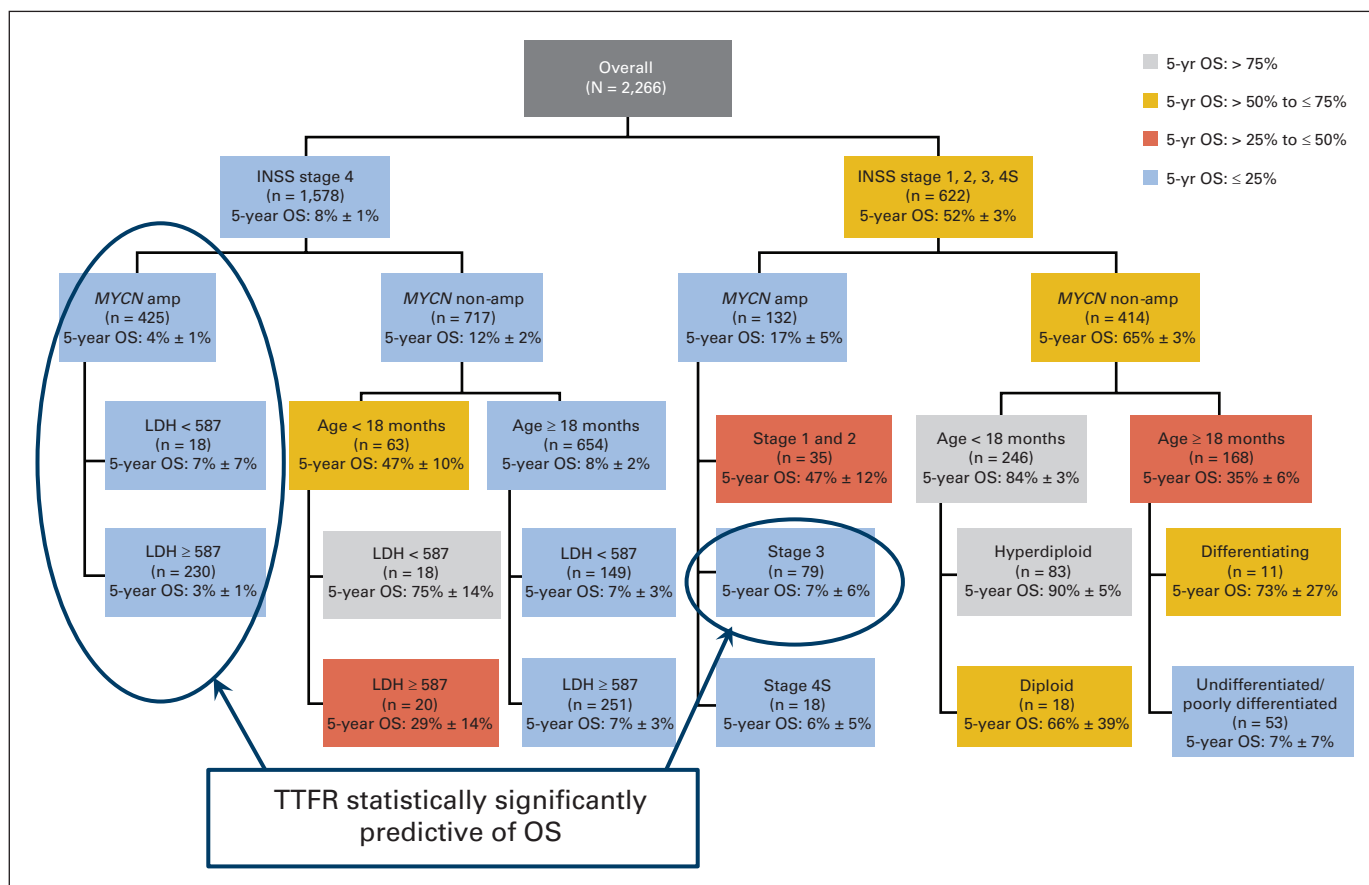 Overall
(N = 2,266)
5-yr OS: > 75%
5-yr OS: > 50% to ≤ 75%
5-yr OS: > 25% to ≤ 50%
5-yr OS: ≤ 25%
INSS stage 4
(n = 1,578)
5-year OS: 8% ± 1%
INSS stage 1, 2, 3, 4S
(n = 622)
5-year OS: 52% ± 3%
MYCN amp
(n = 425)
5-year OS: 4% ± 1%
MYCN non-amp
(n = 717)
5-year OS: 12% ± 2%
MYCN amp
(n = 132)
5-year OS: 17% ± 5%
MYCN non-amp
(n = 414)
5-year OS: 65% ± 3%
LDH < 587
(n = 18)
5-year OS: 7% ± 7%
Age < 18 months
(n = 63)
5-year OS: 47% ± 10%
Age ≥ 18 months
(n = 654)
5-year OS: 8% ± 2%
Stage 1 and 2
(n = 35)
5-year OS: 47% ± 12%
Age < 18 months
(n = 246)
5-year OS: 84% ± 3%
Age ≥ 18 months
(n = 168)
5-year OS: 35% ± 6%
LDH ≥ 587
(n = 230)
5-year OS: 3% ± 1%
LDH < 587
(n = 18)
5-year OS: 75% ± 14%
LDH < 587
(n = 149)
5-year OS: 7% ± 3%
Stage 3
(n = 79)
5-year OS: 7% ± 6%
Hyperdiploid
(n = 83)
5-year OS: 90% ± 5%
Differentiating
(n = 11)
5-year OS: 73% ± 27%
LDH ≥ 587
(n = 20)
5-year OS: 29% ± 14%
LDH ≥ 587
(n = 251)
5-year OS: 7% ± 3%
Stage 4S
(n = 18)
5-year OS: 6% ± 5%
Diploid
(n = 18)
5-year OS: 66% ± 39%
Undifferentiated/
poorly differentiated
(n = 53)
5-year OS: 7% ± 7%
TTFR statistically significantly
predictive of OS